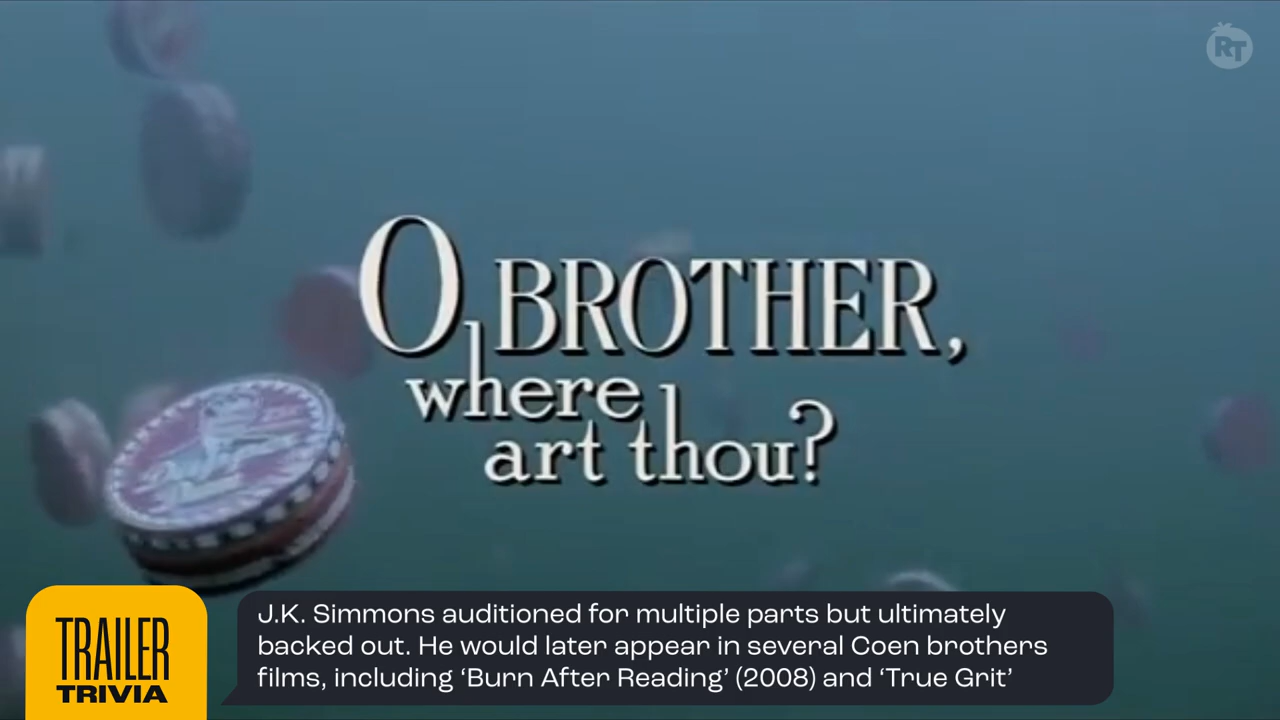 RT
O BROTHER,
where
art thou?
TRAILER
TRIVIA
J.K. Simmons auditioned for multiple parts but ultimately
backed out. He would later appear in several Coen brothers
films, including ‘Burn After Reading’ (2008) and ‘True Grit’